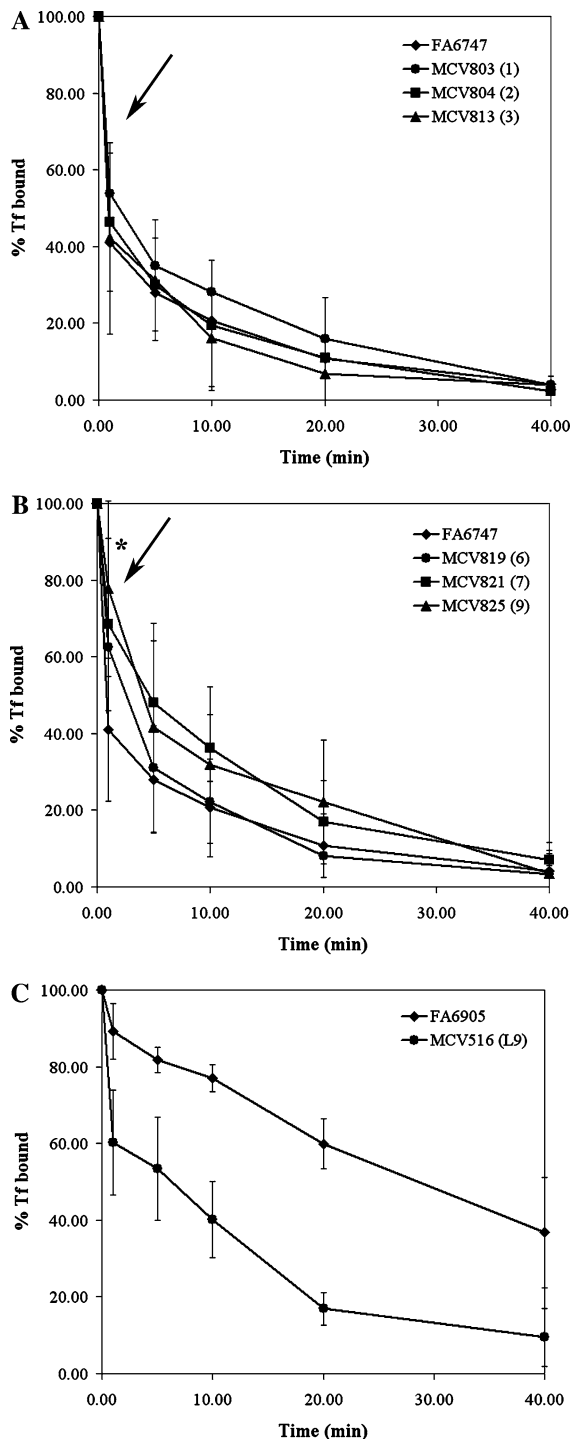 A
100.00
80.00
60.00
40.00
20.00
0.00
% Tf bound
FA6747
MCV803 (1)
MCV804 (2)
MCV813 (3)
0.00
10.00
20.00
30.00
40.00
Time (min)
B
100.00
80.00
60.00
40.00
20.00
0.00
% Tf bound
*
FA6747
MCV819 (6)
MCV821 (7)
MCV825 (9)
0.00
10.00
20.00
30.00
40.00
Time (min)
C
100.00
80.00
60.00
40.00
20.00
0.00
% Tf bound
FA6905
MCV516 (L9)
0.00
10.00
20.00
30.00
40.00
Time (min)